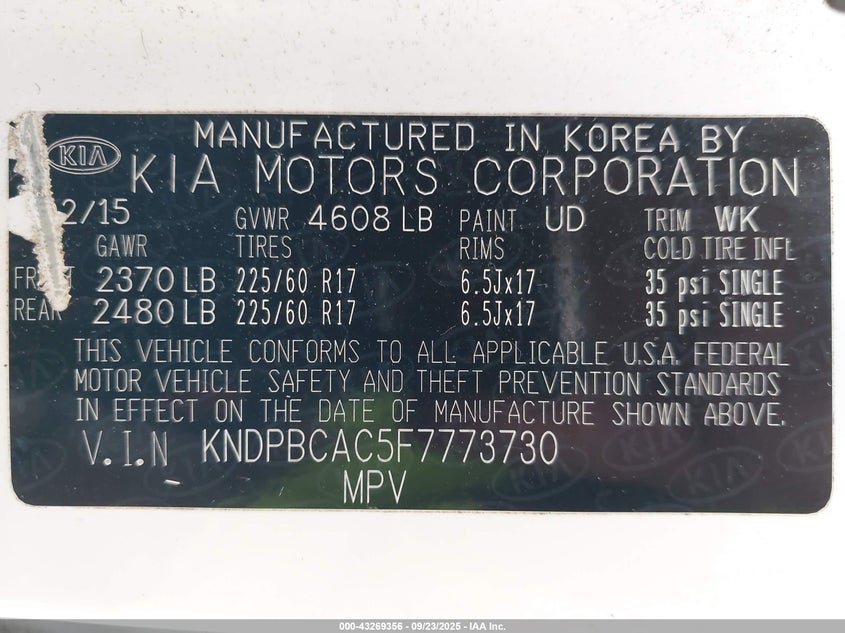 MANUFACTURED IN KOREA BY
KIA KIA MOTORS CORPORATION
2/15 GVWR 4608 LB PAINT UD TRIM WK
GAWR TIRES RIMS COLD TIRE INFL
2370 LB 225/60 R17 6.5Jx17 35 psi SINGLE
REAR 2480 LB 225/60 R17 6.5Jx17 35 psi SINGLE
THIS VEHICLE CONFORMS TO ALL APPLICABLE U.S.A. FEDERAL
MOTOR VEHICLE SAFETY AND THEFT PREVENTION STANDARDS
IN EFFECT ON THE DATE OF MANUFACTURE SHOWN ABOVE.
V.I.N KNDPBCAC5F7773730
MPV
000-43269356 - 09/23/2025 - IAA Inc.